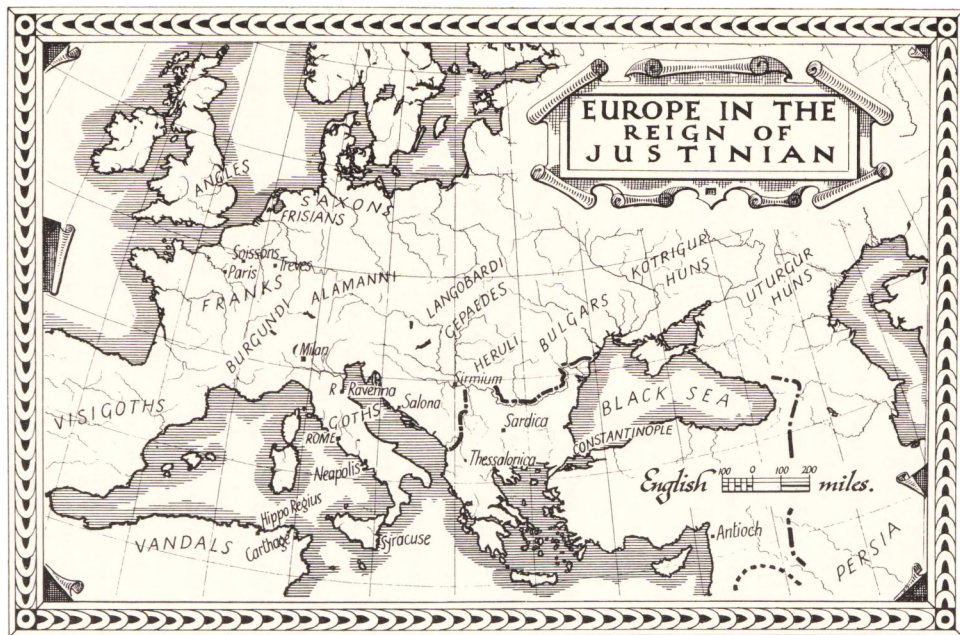 EUROPE IN THE
REIGN OF
JUSTINIAN
ANGLES
SAXONS
FRISIANS
Soissons
Treves
Paris
FRANKS
ALAMANNI
BURGUNDI
LANGOBARDI
GEPAEDES
HERULI
BULGARS
KOTRIGURI
HUNS
UTURGUR
HUNS
Milan
Sirmium
R
Ravenna
Salona
VISIGOTHS
GOTHS
ROME
Sardica
BLACK SEA
CONSTANTINOPLE
Neapolis
Thessalonica
English 100 0 100 200 miles.
Hippo Regius
VANDALS
Carthage
Syracuse
Antioch
PERSIA